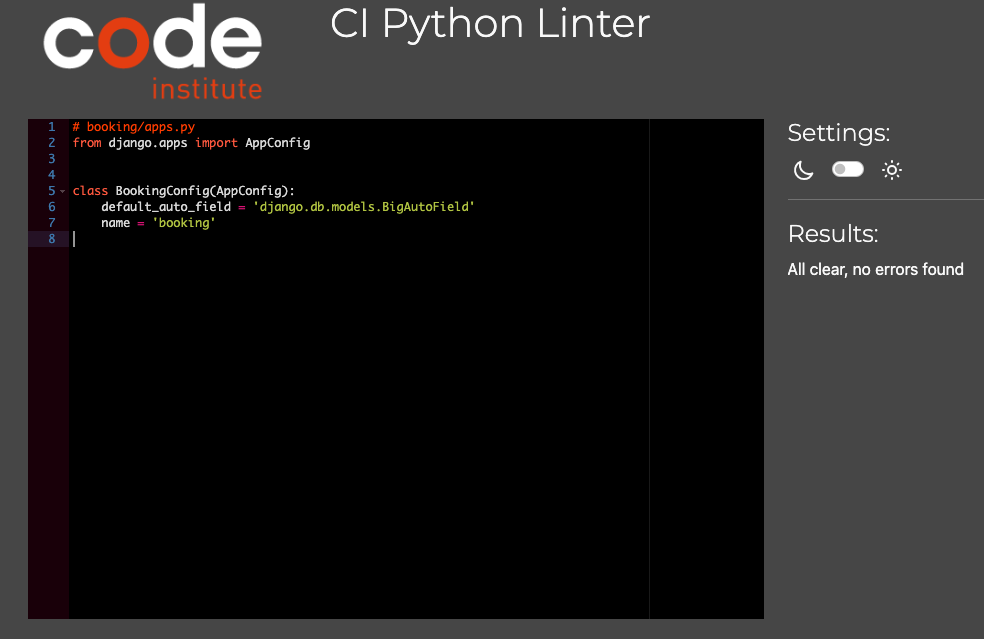 code
institute
CI Python Linter
1 # booking/apps.py
2 from django.apps import AppConfig
3
4
5 class BookingConfig(AppConfig):
6     default_auto_field = 'django.db.models.BigAutoField'
7     name = 'booking'
8
Settings:
Results:
All clear, no errors found